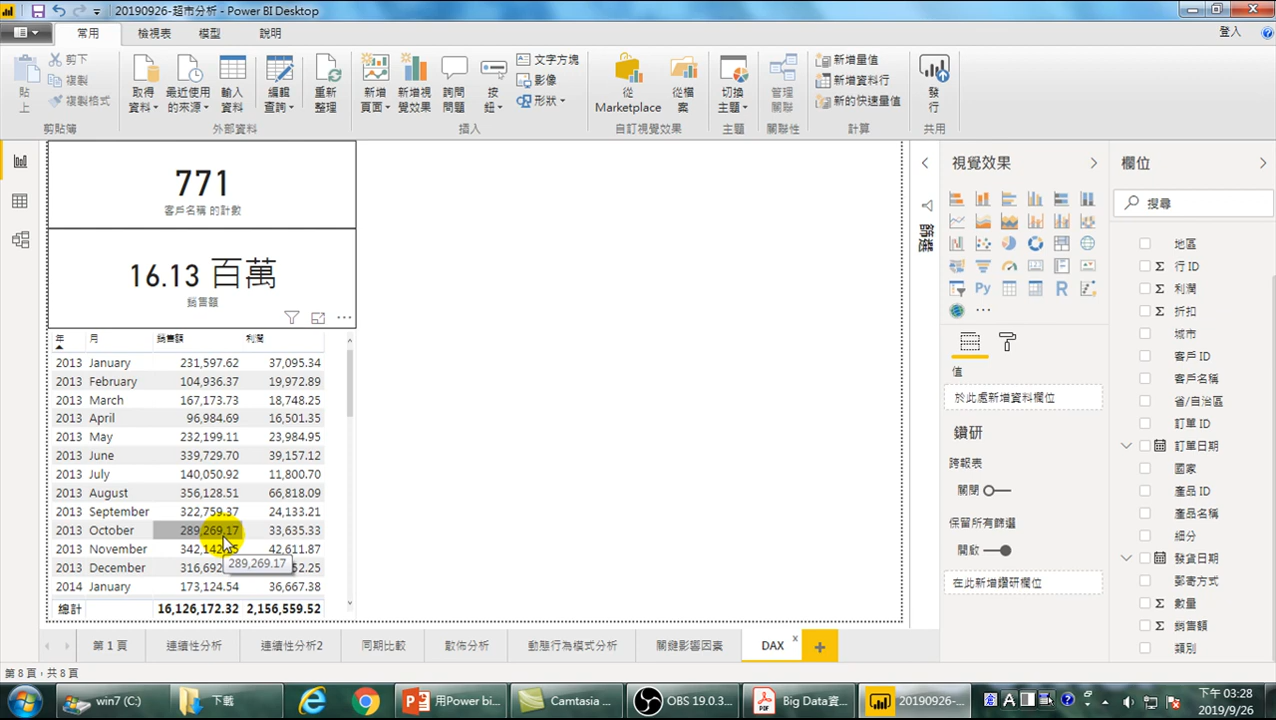 20190926-超市分析 - Power BI Desktop
常用 檢視表 模型 說明 登入
貼上 剪下 複製 複製格式 剪貼簿
取得資料 最近使用的來源 輸入資料 外部資料
編輯查詢 重新整理
新增頁面 新增視覺效果 詢問問題 按鈕 文字方塊 影像 形狀 插入
從 Marketplace 從檔案 自訂視覺效果
切換主題 主題
管理關聯 關聯性
新增量值 新增資料行 新的快速量值 計算
發行 共用
771
客戶名稱 的計數
16.13 百萬
銷售額
年 月 銷售額 利潤
2013 January 231,597.62 37,095.34
2013 February 104,936.37 19,972.89
2013 March 167,173.73 18,748.25
2013 April 96,984.69 16,501.35
2013 May 232,199.11 23,984.95
2013 June 339,729.70 39,157.12
2013 July 140,050.92 11,800.70
2013 August 356,128.51 66,818.09
2013 September 322,759.37 24,133.21
2013 October 289,269.17 33,635.33
2013 November 42,611.87
289,269.17
2013 December
2014 January 173,124.54 36,667.38
總計 16,126,172.32 2,156,559.52
篩選
視覺效果
Py R
值
於此處新增資料欄位
鑽研
跨報表
關閉
保留所有篩選
開啟
在此新增鑽研欄位
欄位
搜尋
地區
Σ 行 ID
Σ 利潤
Σ 折扣
城市
客戶 ID
客戶名稱
省/自治區
訂單 ID
訂單日期
國家
產品 ID
產品名稱
細分
發貨日期
郵寄方式
Σ 數量
Σ 銷售額
類別
第 1 頁 連續性分析 連續性分析2 同期比較 散佈分析 動態行為模式分析 關鍵影響因素 DAX x
第 8 頁，共 8 頁
win7 (C:) 下載 用Power bi... Camtasia ... OBS 19.0.3... Big Data資... 20190926-...
下午 03:28
2019/9/26